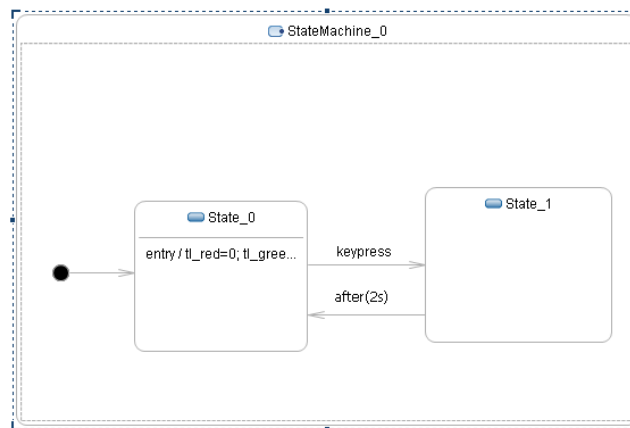 StateMachine_0
State_0
State_1
entry / tl_red=0; tl_gree...
keypress
after(2s)